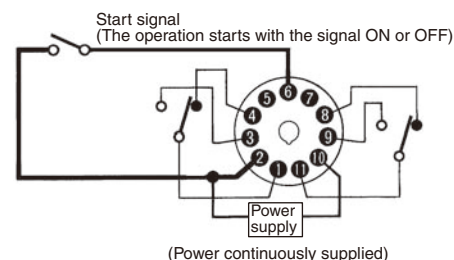 Start signal
(The operation starts with the signal ON or OFF)
6
5 7
4 8
3 9
2 10
1 11
Power
supply
(Power continuously supplied)